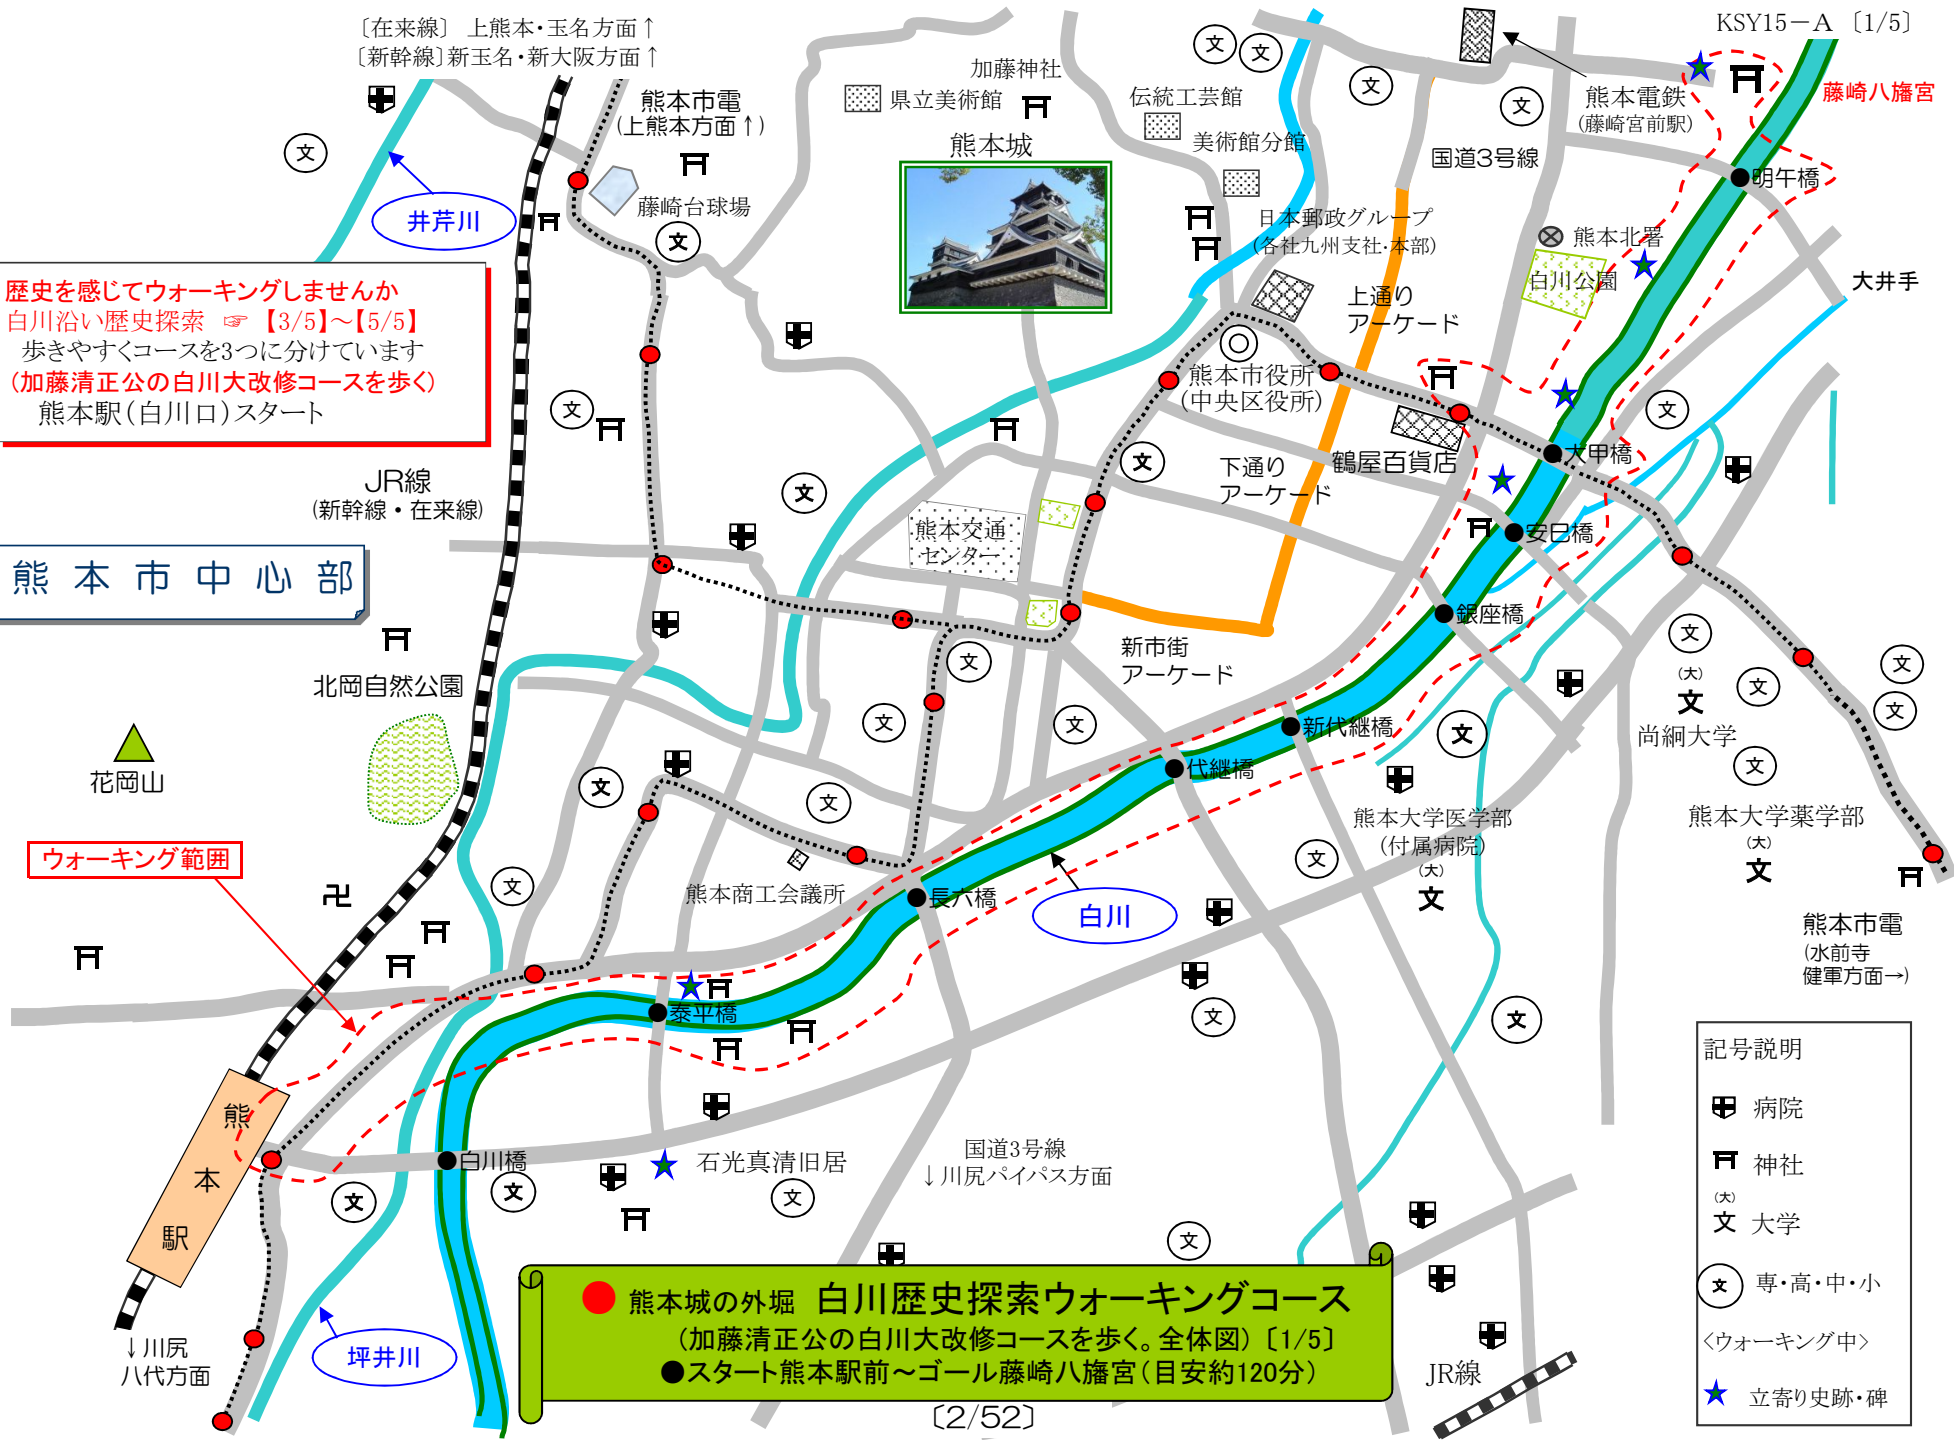 〔在来線〕 上熊本・玉名方面↑
〔新幹線〕新玉名・新大阪方面↑
KSY15－A 〔1/5〕
熊本市電
(上熊本方面↑)
県立美術館
加藤神社
伝統工芸館
美術館分館
熊本城
熊本電鉄
(藤崎宮前駅)
藤崎八旛宮
国道3号線
明午橋
藤崎台球場
井芹川
日本郵政グループ
(各社九州支社・本部)
熊本北署
白川公園
大井手
歴史を感じてウォーキングしませんか
白川沿い歴史探索 ☞ 【3/5】～【5/5】
歩きやすくコースを3つに分けています
(加藤清正公の白川大改修コースを歩く)
熊本駅(白川口)スタート
上通り
アーケード
熊本市役所
(中央区役所)
鶴屋百貨店
大甲橋
下通り
アーケード
JR線
(新幹線・在来線)
熊本交通
センター
安巳橋
熊本市中心部
銀座橋
新市街
アーケード
北岡自然公園
(大)
文
尚絅大学
新代継橋
代継橋
花岡山
熊本大学医学部
(付属病院)
(大)
文
熊本大学薬学部
(大)
文
ウォーキング範囲
卍
熊本商工会議所
長六橋
白川
熊本市電
(水前寺
健軍方面→)
泰平橋
熊
本
駅
白川橋
石光真清旧居
国道3号線
↓川尻バイパス方面
↓川尻
八代方面
坪井川
記号説明
病院
神社
(大)
文 大学
文 専・高・中・小
<ウォーキング中>
立寄り史跡・碑
●熊本城の外堀 白川歴史探索ウォーキングコース
(加藤清正公の白川大改修コースを歩く。全体図)〔1/5〕
●スタート熊本駅前～ゴール藤崎八旛宮(目安約120分)
JR線
〔2/52〕